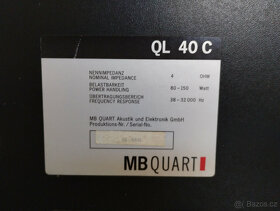 QL 40 C
NENNIMPEDANZ
NOMINAL IMPEDANCE 4 OHM
BELASTBARKEIT
POWER HANDLING 80-150 Watt
ÜBERTRAGUNGSBEREICH
FREQUENCY RESPONSE 38-32000 Hz
MB QUART Akustik und Elektronik GmbH
Produktions-Nr. / Serial-No.
MB QUART
Bazoš.cz